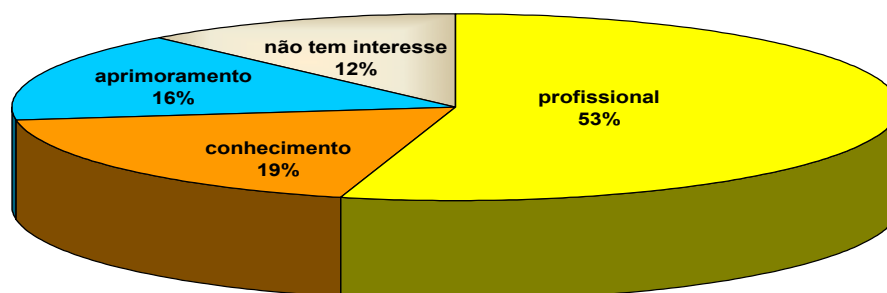 não tem interesse
12%
aprimoramento
16%
profissional
53%
conhecimento
19%